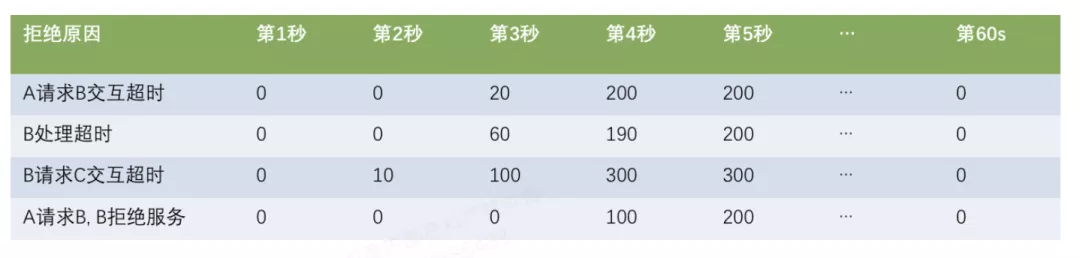 拒绝原因 第1秒 第2秒 第3秒 第4秒 第5秒 … 第60s
A请求B交互超时 0 0 20 200 200 … 0
B处理超时 0 0 60 190 200 … 0
B请求C交互超时 0 10 100 300 300 … 0
A请求B, B拒绝服务 0 0 0 100 200 … 0